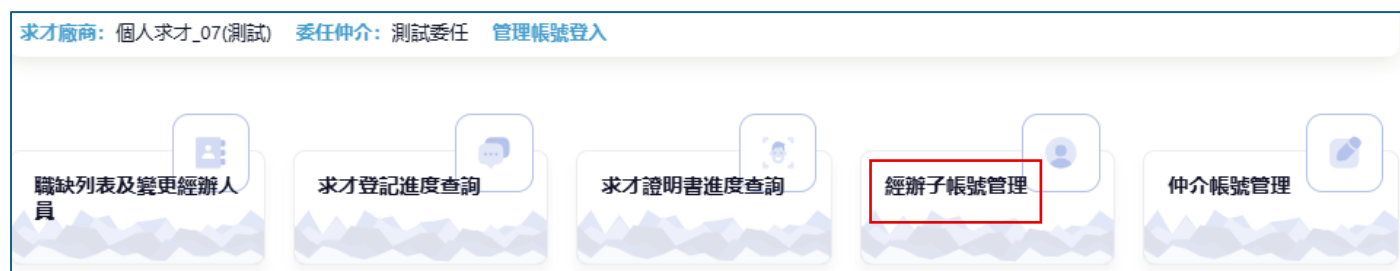 求才廠商：個人求才_07(測試) 委任仲介：測試委任 管理帳號登入
職缺列表及變更經辦人員
求才登記進度查詢
求才證明書進度查詢
經辦子帳號管理
仲介帳號管理